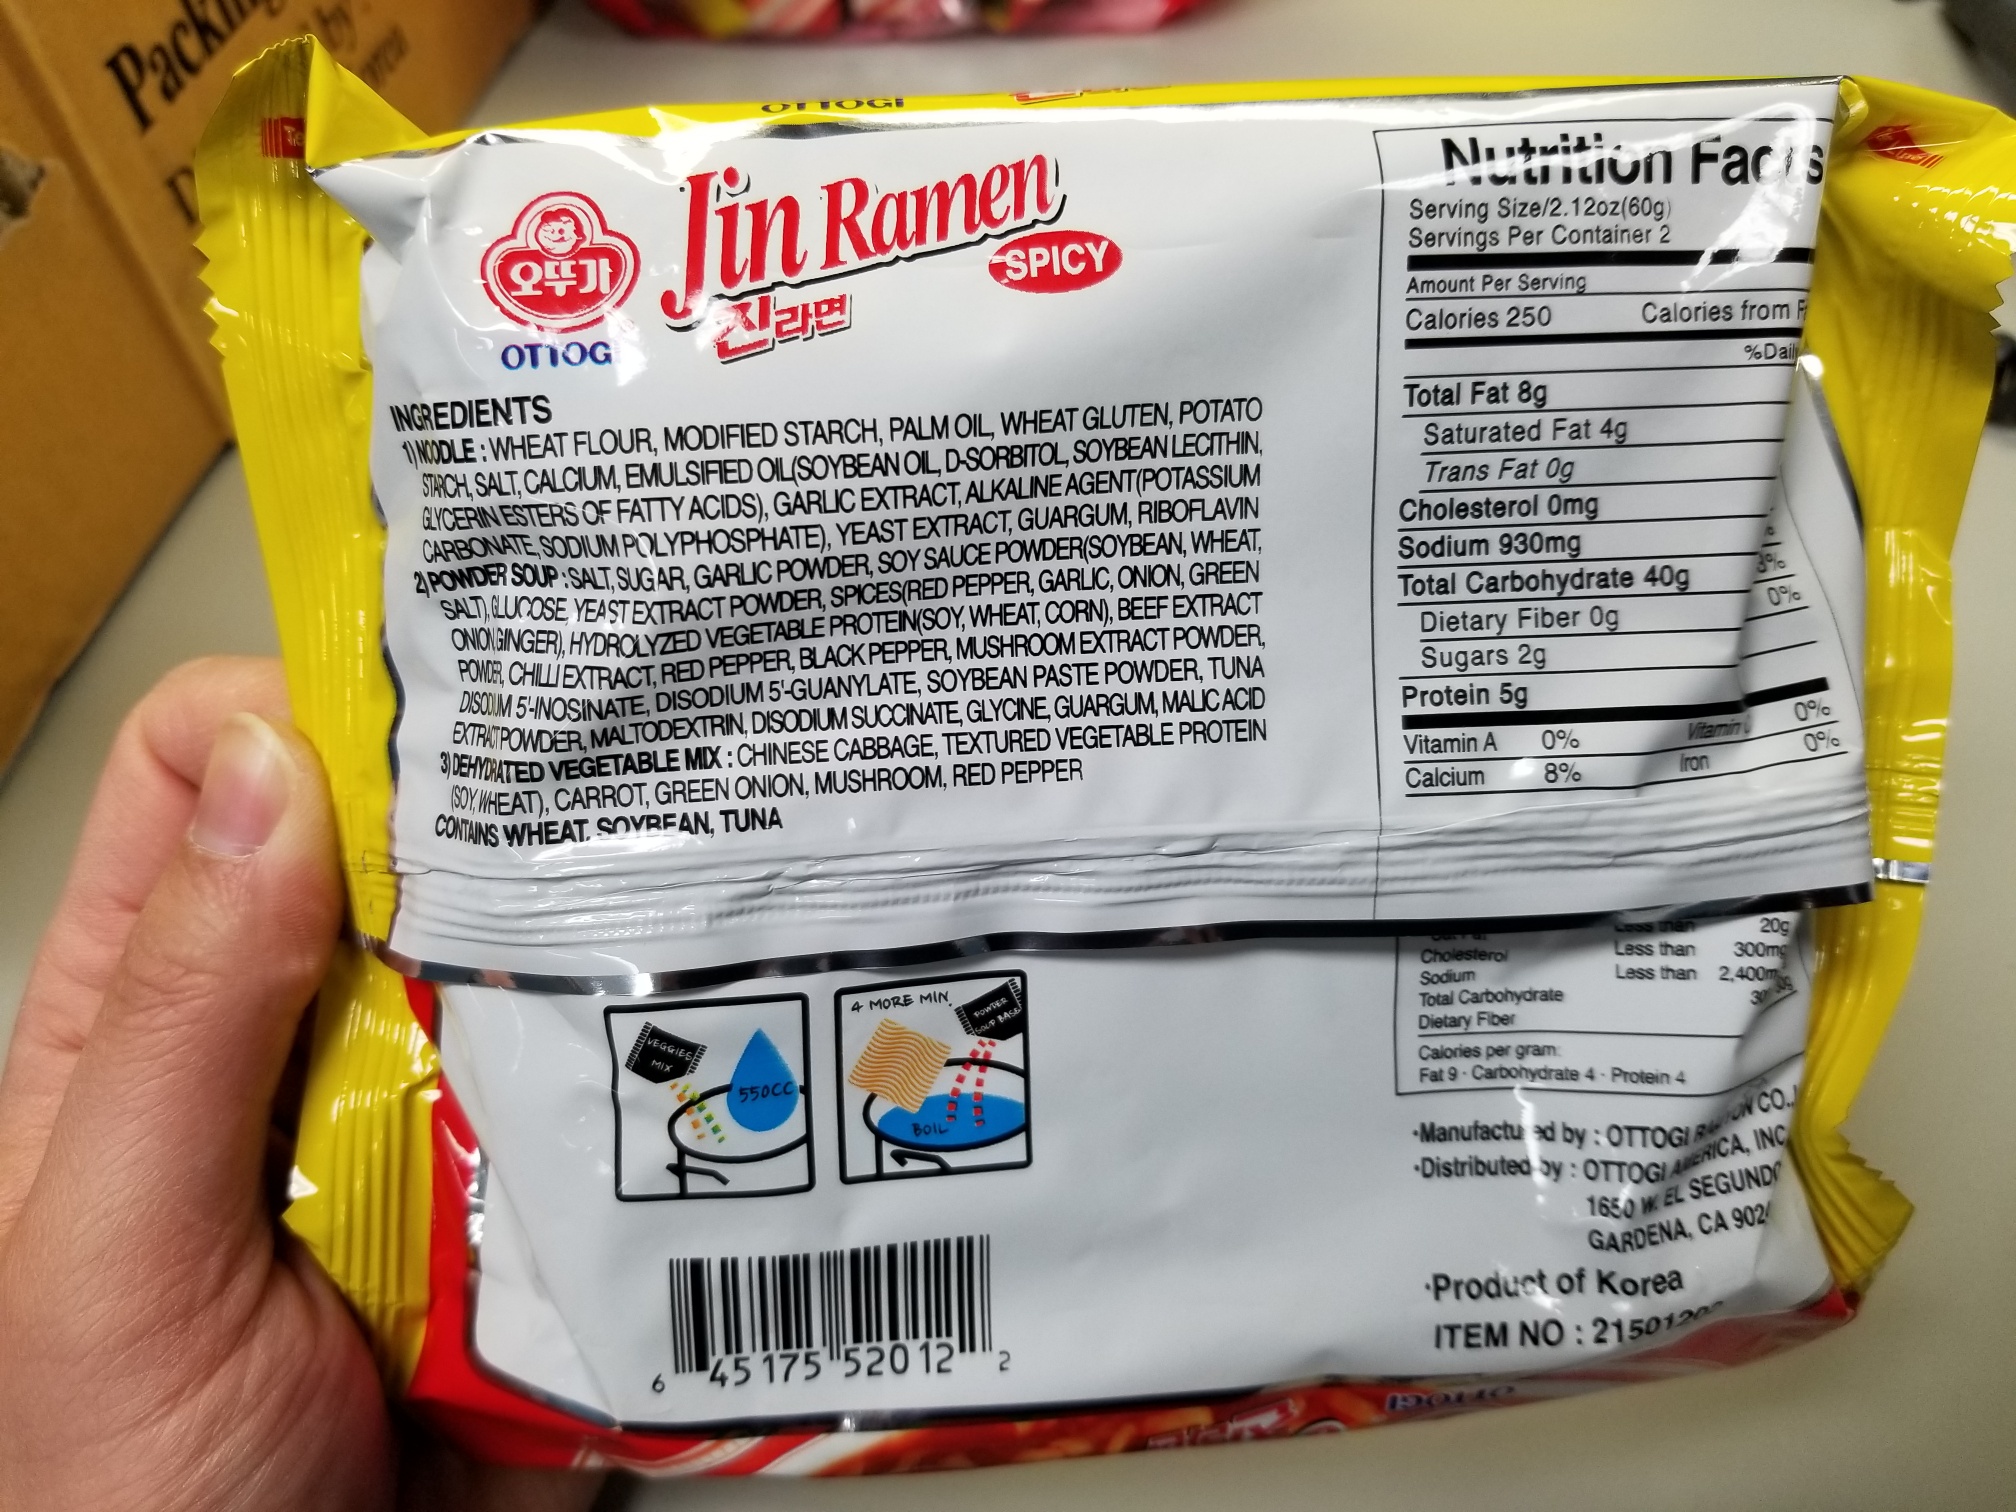 Packing
by
OTTOGI
오뚜기
OTTOGI
Jin Ramen
SPICY
진라면
INGREDIENTS
1) NOODLE : WHEAT FLOUR, MODIFIED STARCH, PALM OIL, WHEAT GLUTEN, POTATO
STARCH, SALT, CALCIUM, EMULSIFIED OIL(SOYBEAN OIL, D-SORBITOL, SOYBEAN LECITHIN,
GLYCERIN ESTERS OF FATTY ACIDS), GARLIC EXTRACT, ALKALINE AGENT(POTASSIUM
CARBONATE, SODIUM POLYPHOSPHATE), YEAST EXTRACT, GUARGUM, RIBOFLAVIN
2) POWDER SOUP : SALT, SUGAR, GARLIC POWDER, SOY SAUCE POWDER(SOYBEAN, WHEAT,
SALT), GLUCOSE, YEAST EXTRACT POWDER, SPICES(RED PEPPER, GARLIC, ONION, GREEN
ONION, GINGER), HYDROLYZED VEGETABLE PROTEIN(SOY, WHEAT, CORN), BEEF EXTRACT
POWDER, CHILLI EXTRACT, RED PEPPER, BLACK PEPPER, MUSHROOM EXTRACT POWDER,
DISODIUM 5'-INOSINATE, DISODIUM 5'-GUANYLATE, SOYBEAN PASTE POWDER, TUNA
EXTRACT POWDER, MALTODEXTRIN, DISODIUM SUCCINATE, GLYCINE, GUARGUM, MALIC ACID
3) DEHYDRATED VEGETABLE MIX : CHINESE CABBAGE, TEXTURED VEGETABLE PROTEIN
(SOY, WHEAT), CARROT, GREEN ONION, MUSHROOM, RED PEPPER
CONTAINS WHEAT, SOYBEAN, TUNA
Nutrition Facts
Serving Size/2.12oz(60g)
Servings Per Container 2
Amount Per Serving
Calories 250 Calories from
%Dail
Total Fat 8g
Saturated Fat 4g
Trans Fat 0g
Cholesterol 0mg
Sodium 930mg
Total Carbohydrate 40g 3%
Dietary Fiber 0g 0%
Sugars 2g
Protein 5g
Vitamin A 0% Vitamin 0%
Calcium 8% Iron 0%
Less than 20g
Cholesterol Less than 300mg
Sodium Less than 2,400m
Total Carbohydrate
Dietary Fiber
Calories per gram:
Fat 9 · Carbohydrate 4 · Protein 4
VEGGIES
MIX
550CC
4 MORE MIN.
POWDER
SOUP BASE
BOIL
·Manufactured by : OTTOGI CO.,
·Distributed by : OTTOGI AMERICA, INC
1650 W. EL SEGUNDO
GARDENA, CA 902
·Product of Korea
ITEM NO : 2150120
6 45175 52012 2
OTTOGI